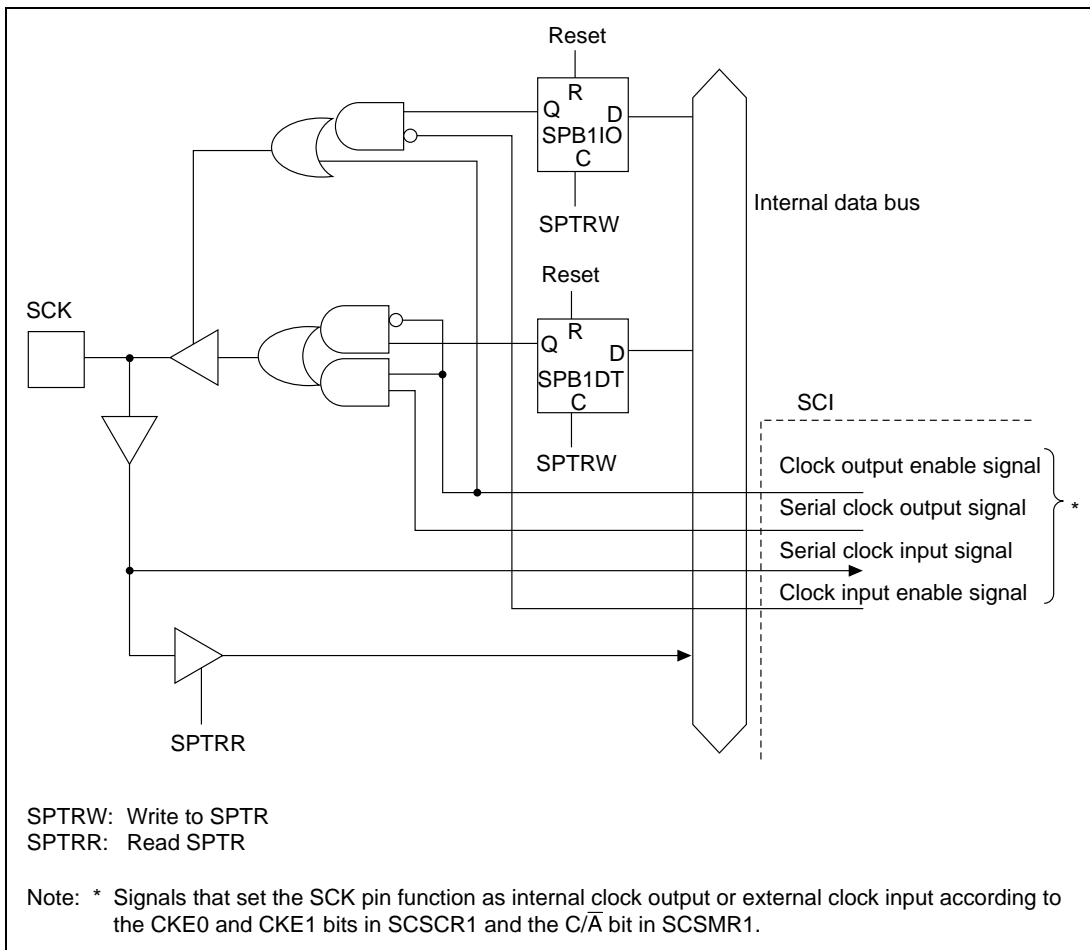 Reset
R
Q
D
SPB1IO
C
SPTRW
Internal data bus
Reset
SCK
R
Q
D
SPB1DT
C
SPTRW
SCI
Clock output enable signal
Serial clock output signal
*
Serial clock input signal
Clock input enable signal
SPTRR
SPTRW: Write to SPTR
SPTRR: Read SPTR
Note: * Signals that set the SCK pin function as internal clock output or external clock input according to
the CKE0 and CKE1 bits in SCSCR1 and the C/A̅ bit in SCSMR1.